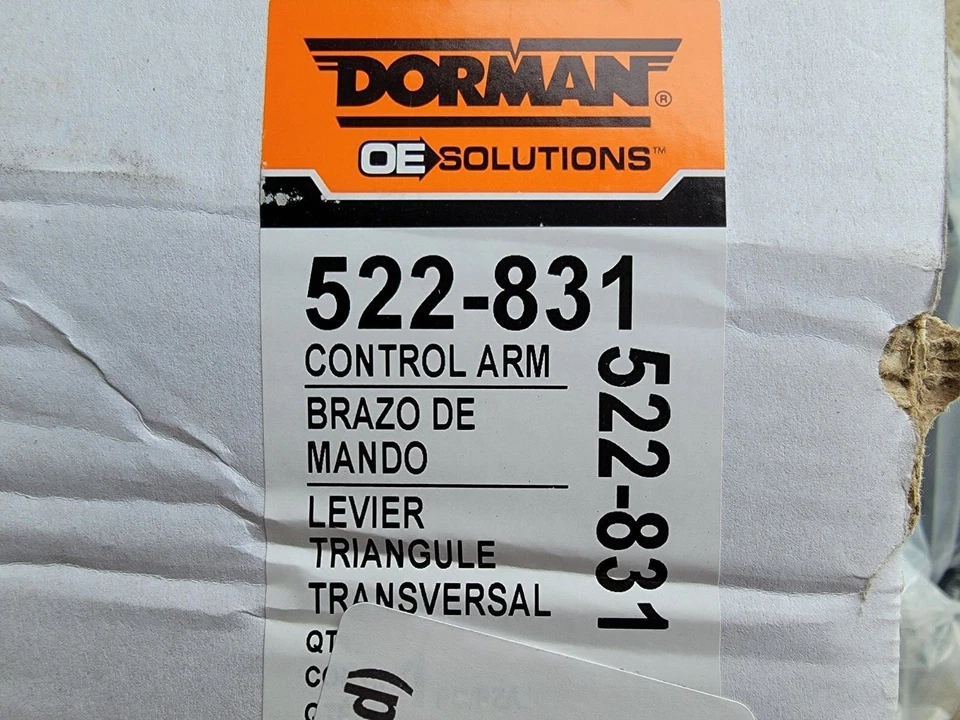 DORMAN®
OE SOLUTIONS™
522-831
CONTROL ARM
522-831
BRAZO DE
MANDO
LEVIER
TRIANGULE
TRANSVERSAL